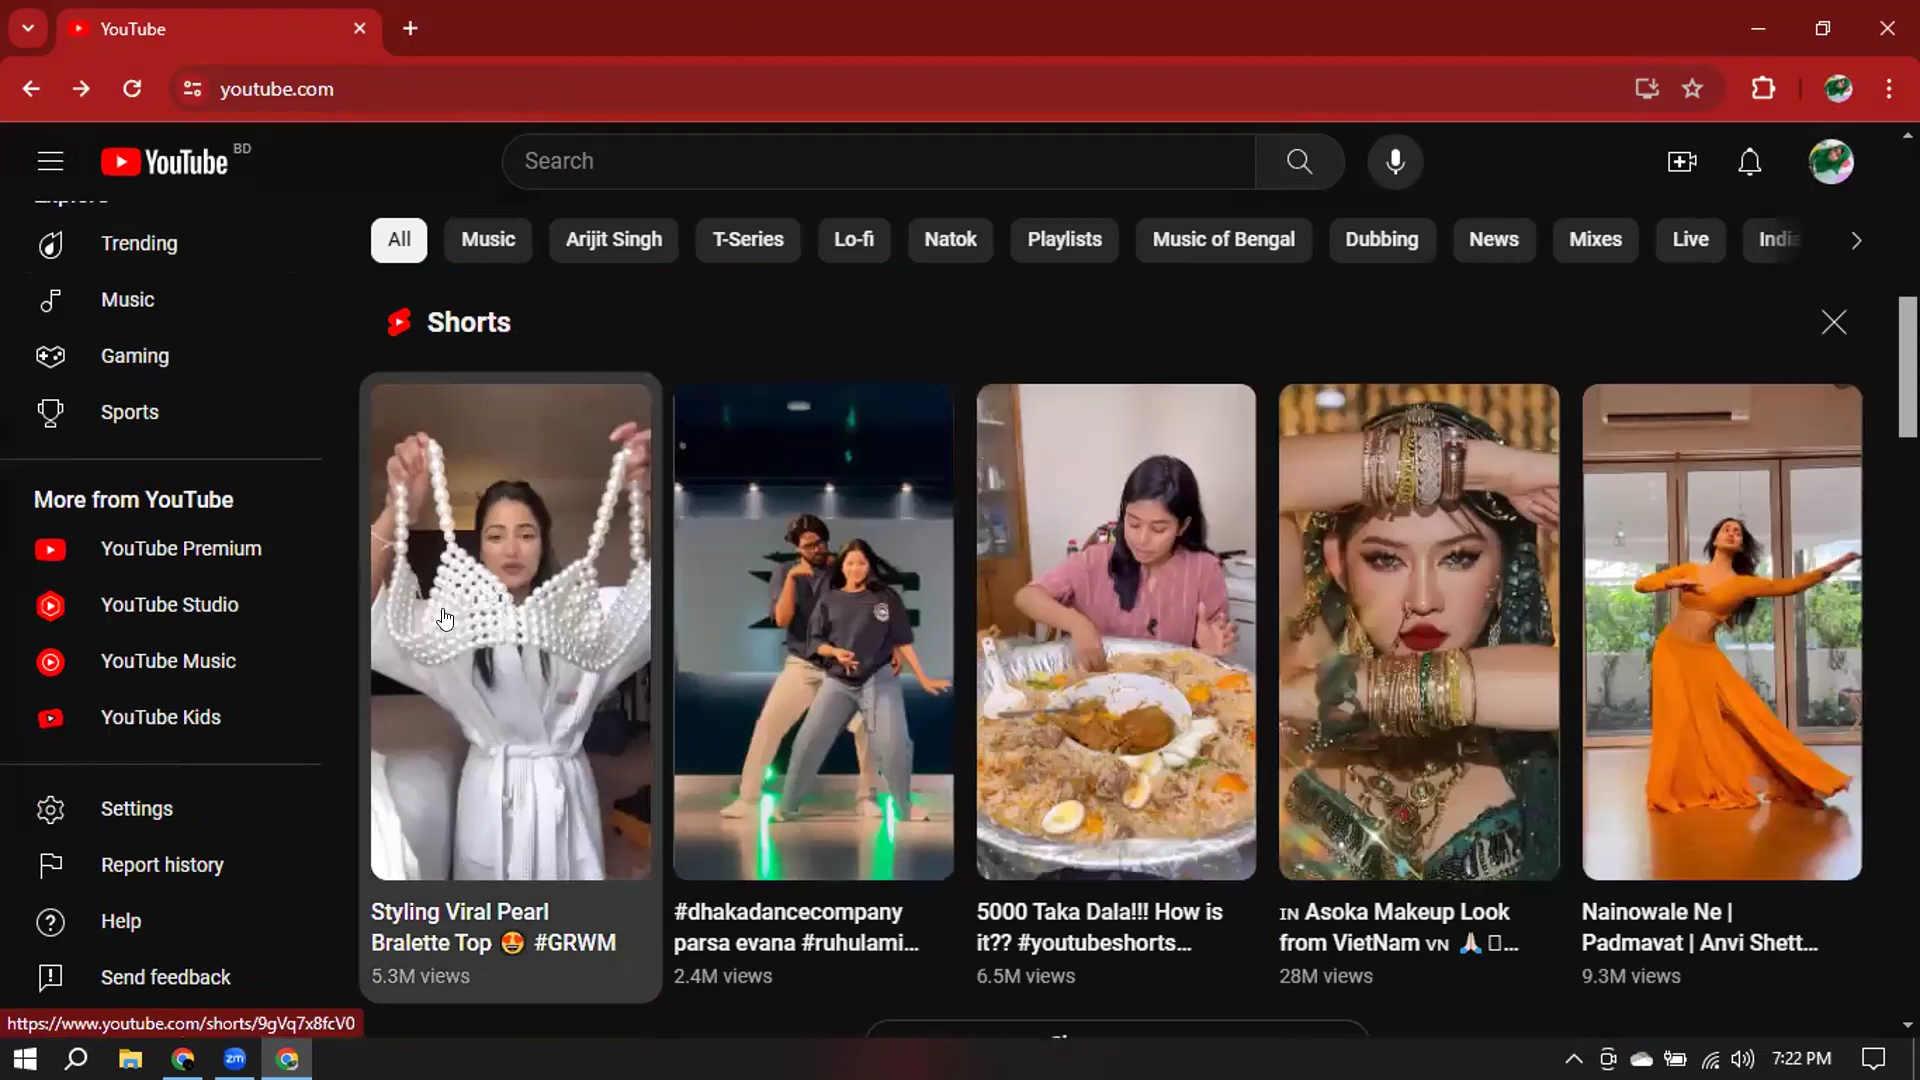 YouTube
youtube.com
YouTube BD
Search
Explore
Trending
Music
Gaming
Sports
More from YouTube
YouTube Premium
YouTube Studio
YouTube Music
YouTube Kids
Settings
Report history
Help
Send feedback
All Music Arijit Singh T-Series Lo-fi Natok Playlists Music of Bengal Dubbing News Mixes Live Indie
Shorts
Styling Viral Pearl
Bralette Top 😍 #GRWM
5.3M views
#dhakadancecompany
parsa evana #ruhulami...
2.4M views
5000 Taka Dala!!! How is
it?? #youtubeshorts...
6.5M views
IN Asoka Makeup Look
from VietNam VN 🙏🏻 ...
28M views
Nainowale Ne |
Padmavat | Anvi Shett...
9.3M views
https://www.youtube.com/shorts/9gVq7x8fcV0
zm
7:22 PM